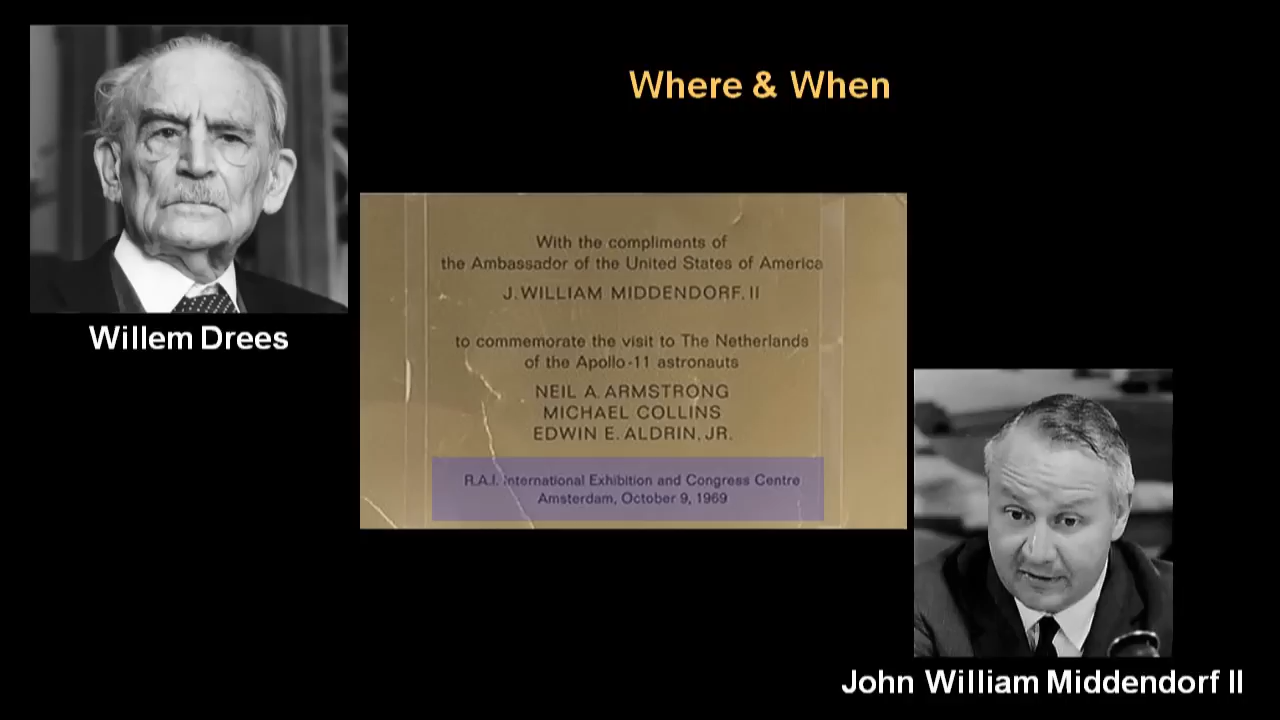 Where & When
Willem Drees
With the compliments of
the Ambassador of the United States of America
J. WILLIAM MIDDENDORF, II
to commemorate the visit to The Netherlands
of the Apollo-11 astronauts
NEIL A. ARMSTRONG
MICHAEL COLLINS
EDWIN E. ALDRIN, JR.
R.A.I. International Exhibition and Congress Centre
Amsterdam, October 9, 1969
John William Middendorf II